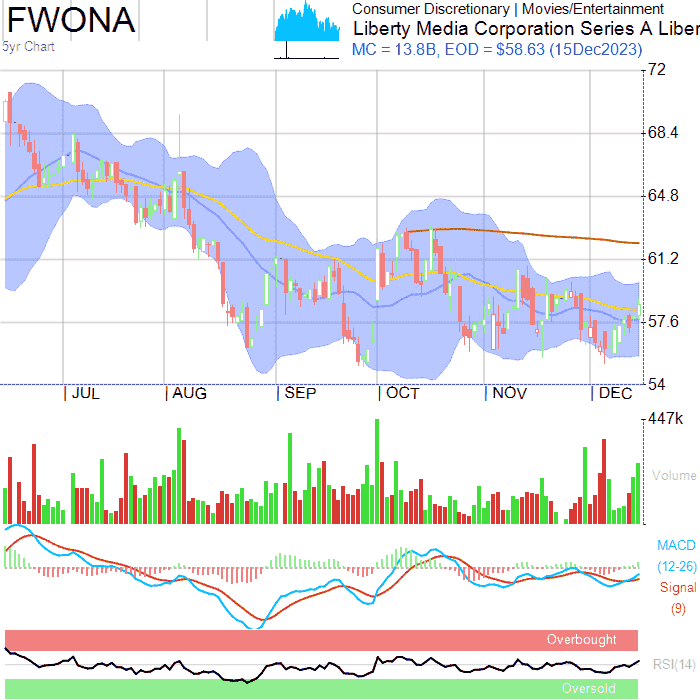 FWONA
5yr Chart
Consumer Discretionary | Movies/Entertainment
Liberty Media Corporation Series A Liber
MC = 13.8B, EOD = $58.63 (15Dec2023)
72
68.4
64.8
61.2
57.6
54
| JUL | AUG | SEP | OCT | NOV | DEC
447k
Volume
MACD
(12-26)
Signal
(9)
Overbought
RSI(14)
Oversold